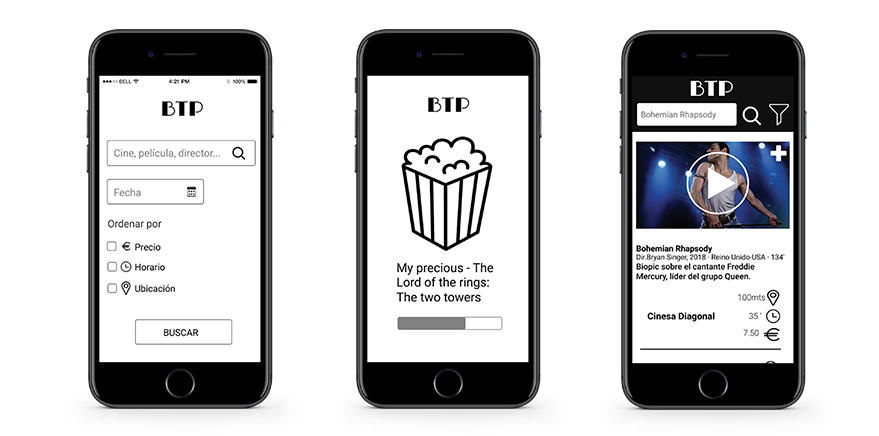 BELL 4:21 PM 100%
BTP
Cine, película, director...
Fecha
Ordenar por
€ Precio
Horario
Ubicación
BUSCAR
BTP
My precious - The
Lord of the rings:
The two towers
BTP
Bohemian Rhapsody
Bohemian Rhapsody
Dir.Bryan Singer, 2018 · Reino Unido-USA · 134'
Biopic sobre el cantante Freddie
Mercury, líder del grupo Queen.
100mts
Cinesa Diagonal 35 '
7.50 €